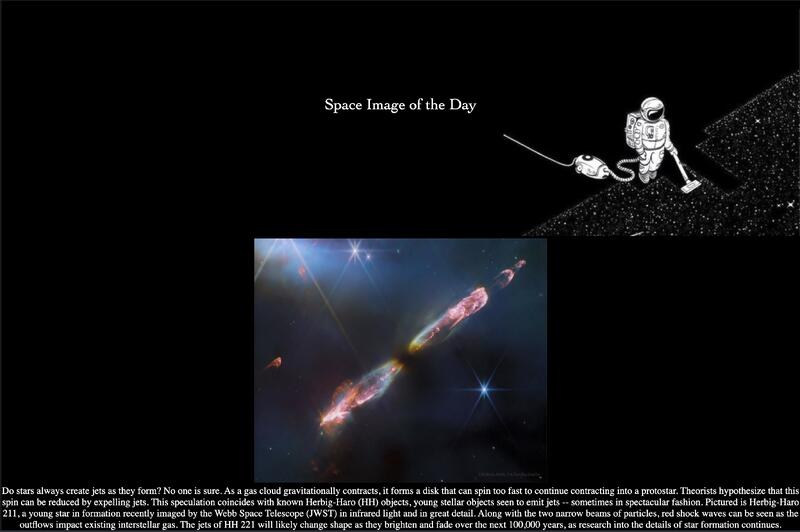 Space Image of the Day
Do stars always create jets as they form? No one is sure. As a gas cloud gravitationally contracts, it forms a disk that can spin too fast to continue contracting into a protostar. Theorists hypothesize that this
spin can be reduced by expelling jets. This speculation coincides with known Herbig-Haro (HH) objects, young stellar objects seen to emit jets -- sometimes in spectacular fashion. Pictured is Herbig-Haro
211, a young star in formation recently imaged by the Webb Space Telescope (JWST) in infrared light and in great detail. Along with the two narrow beams of particles, red shock waves can be seen as the
outflows impact existing interstellar gas. The jets of HH 221 will likely change shape as they brighten and fade over the next 100,000 years, as research into the details of star formation continues.